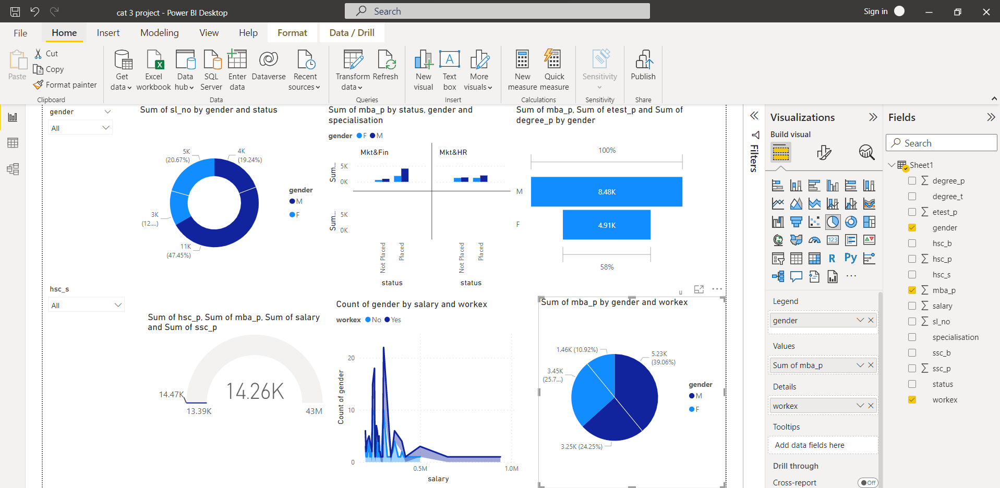 cat 3 project - Power BI Desktop
Search
Sign in
File
Home
Insert
Modeling
View
Help
Format
Data / Drill
Paste
Cut
Copy
Format painter
Clipboard
Get data
Excel workbook
Data hub
SQL Server
Enter data
Dataverse
Recent sources
Data
Transform data
Refresh
Queries
New visual
Text box
More visuals
Insert
New measure
Quick measure
Calculations
Sensitivity
Sensitivity
Publish
Share
gender
All
Sum of sl_no by gender and status
5K
(20.67%)
4K
(19.24%)
3K
(12....)
11K
(47.45%)
gender
M
F
Sum of mba_p by status, gender and
specialisation
gender F M
Mkt&Fin
Mkt&HR
Sum...
5K
0K
Sum...
5K
0K
Not Placed
Placed
Not Placed
Placed
status
status
Sum of mba_p, Sum of etest_p and Sum of
degree_p by gender
100%
M
8.48K
F
4.91K
58%
hsc_s
All
Sum of hsc_p, Sum of mba_p, Sum of salary
and Sum of ssc_p
14.26K
14.47K
13.39K
43M
Count of gender by salary and workex
workex No Yes
Count of gender
20
10
0
0.5M
1.0M
salary
Sum of mba_p by gender and workex
1.46K (10.92%)
5.23K
(39.06%)
3.45K
(25.7...)
3.25K (24.25%)
gender
M
F
Filters
Visualizations
Build visual
123
R
Py
Legend
gender
Values
Sum of mba_p
Details
workex
Tooltips
Add data fields here
Drill through
Cross-report
Off
Fields
Search
Sheet1
degree_p
degree_t
etest_p
gender
hsc_b
hsc_p
hsc_s
mba_p
salary
sl_no
specialisation
ssc_b
ssc_p
status
workex